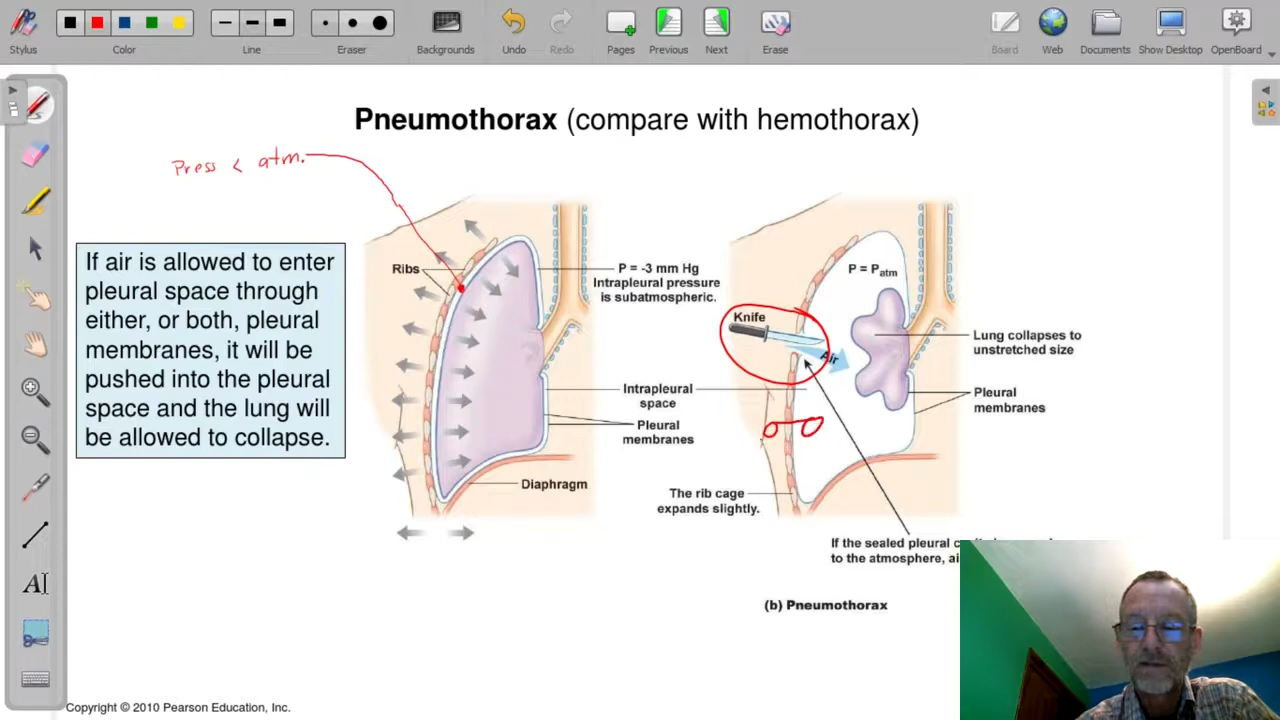 Stylus
Color
Line
Eraser
Backgrounds
Undo
Redo
Pages
Previous
Next
Erase
Board
Web
Documents
Show Desktop
OpenBoard
Pneumothorax (compare with hemothorax)
Press < atm.
If air is allowed to enter
pleural space through
either, or both, pleural
membranes, it will be
pushed into the pleural
space and the lung will
be allowed to collapse.
Ribs
P = -3 mm Hg
Intrapleural pressure
is subatmospheric.
Intrapleural
space
Pleural
membranes
Diaphragm
P = Patm
Knife
Air
Lung collapses to
unstretched size
Pleural
membranes
The rib cage
expands slightly.
If the sealed pleural
to the atmosphere,
(b) Pneumothorax
AI
Copyright © 2010 Pearson Education, Inc.